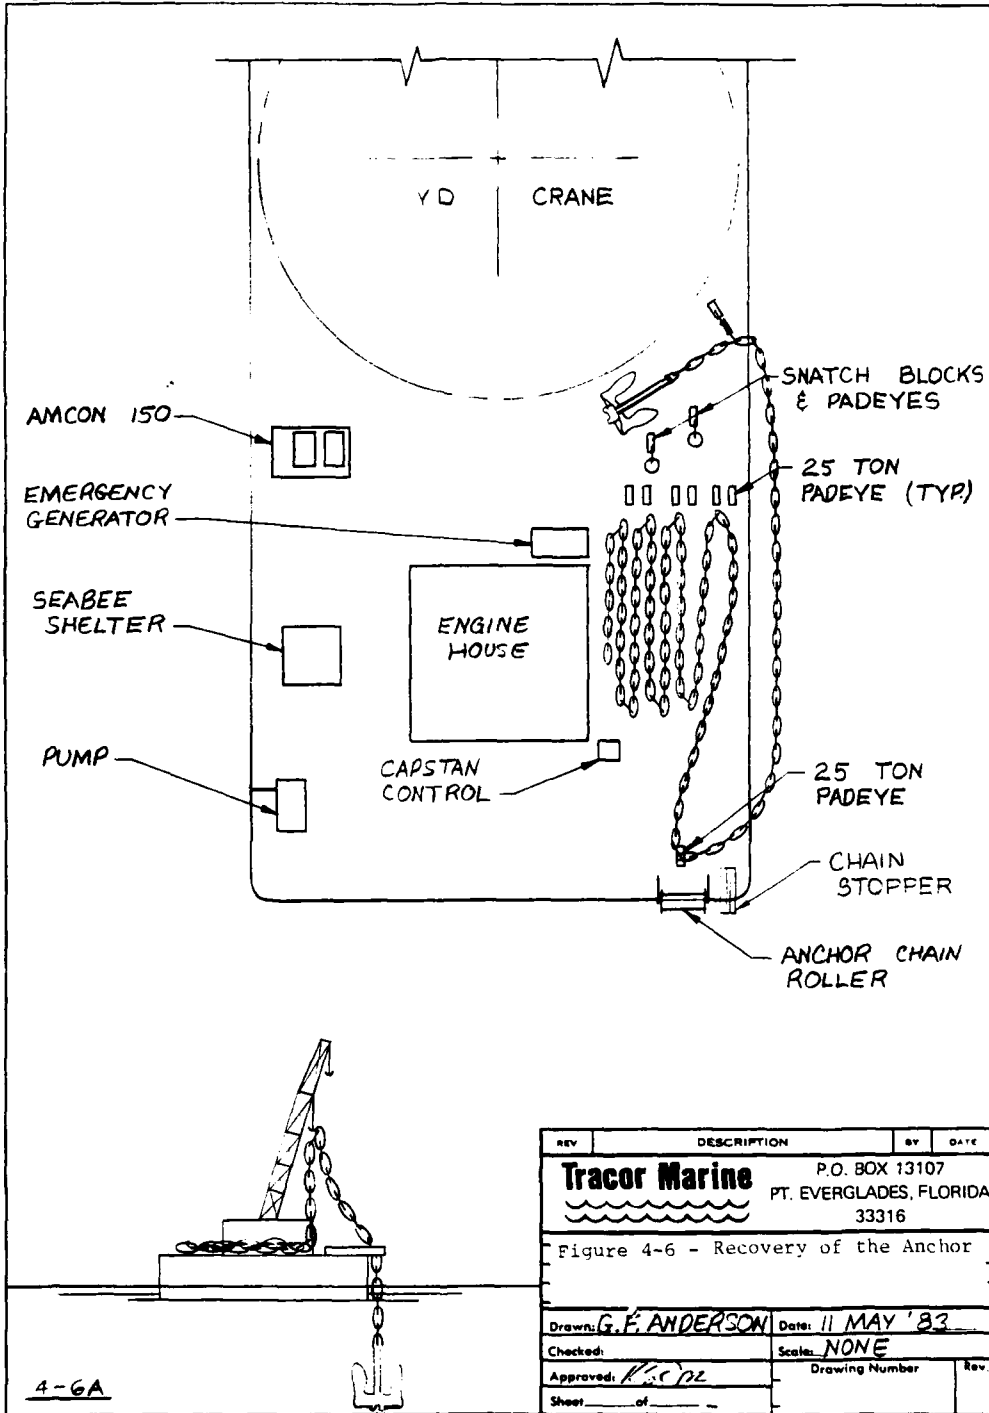 YD CRANE
SNATCH BLOCKS
& PADEYES
AMCON 150
25 TON
PADEYE (TYP.)
EMERGENCY
GENERATOR
SEABEE
SHELTER
ENGINE
HOUSE
PUMP
CAPSTAN
CONTROL
25 TON
PADEYE
CHAIN
STOPPER
ANCHOR CHAIN
ROLLER
REV DESCRIPTION BY DATE
Tracor Marine
P.O. BOX 13107
PT. EVERGLADES, FLORIDA
33316
Figure 4-6 - Recovery of the Anchor
Drawn: G.F. ANDERSON Date: 11 MAY '83
Checked: Scale: NONE
Approved: Drawing Number Rev.
Sheet of
4-6A